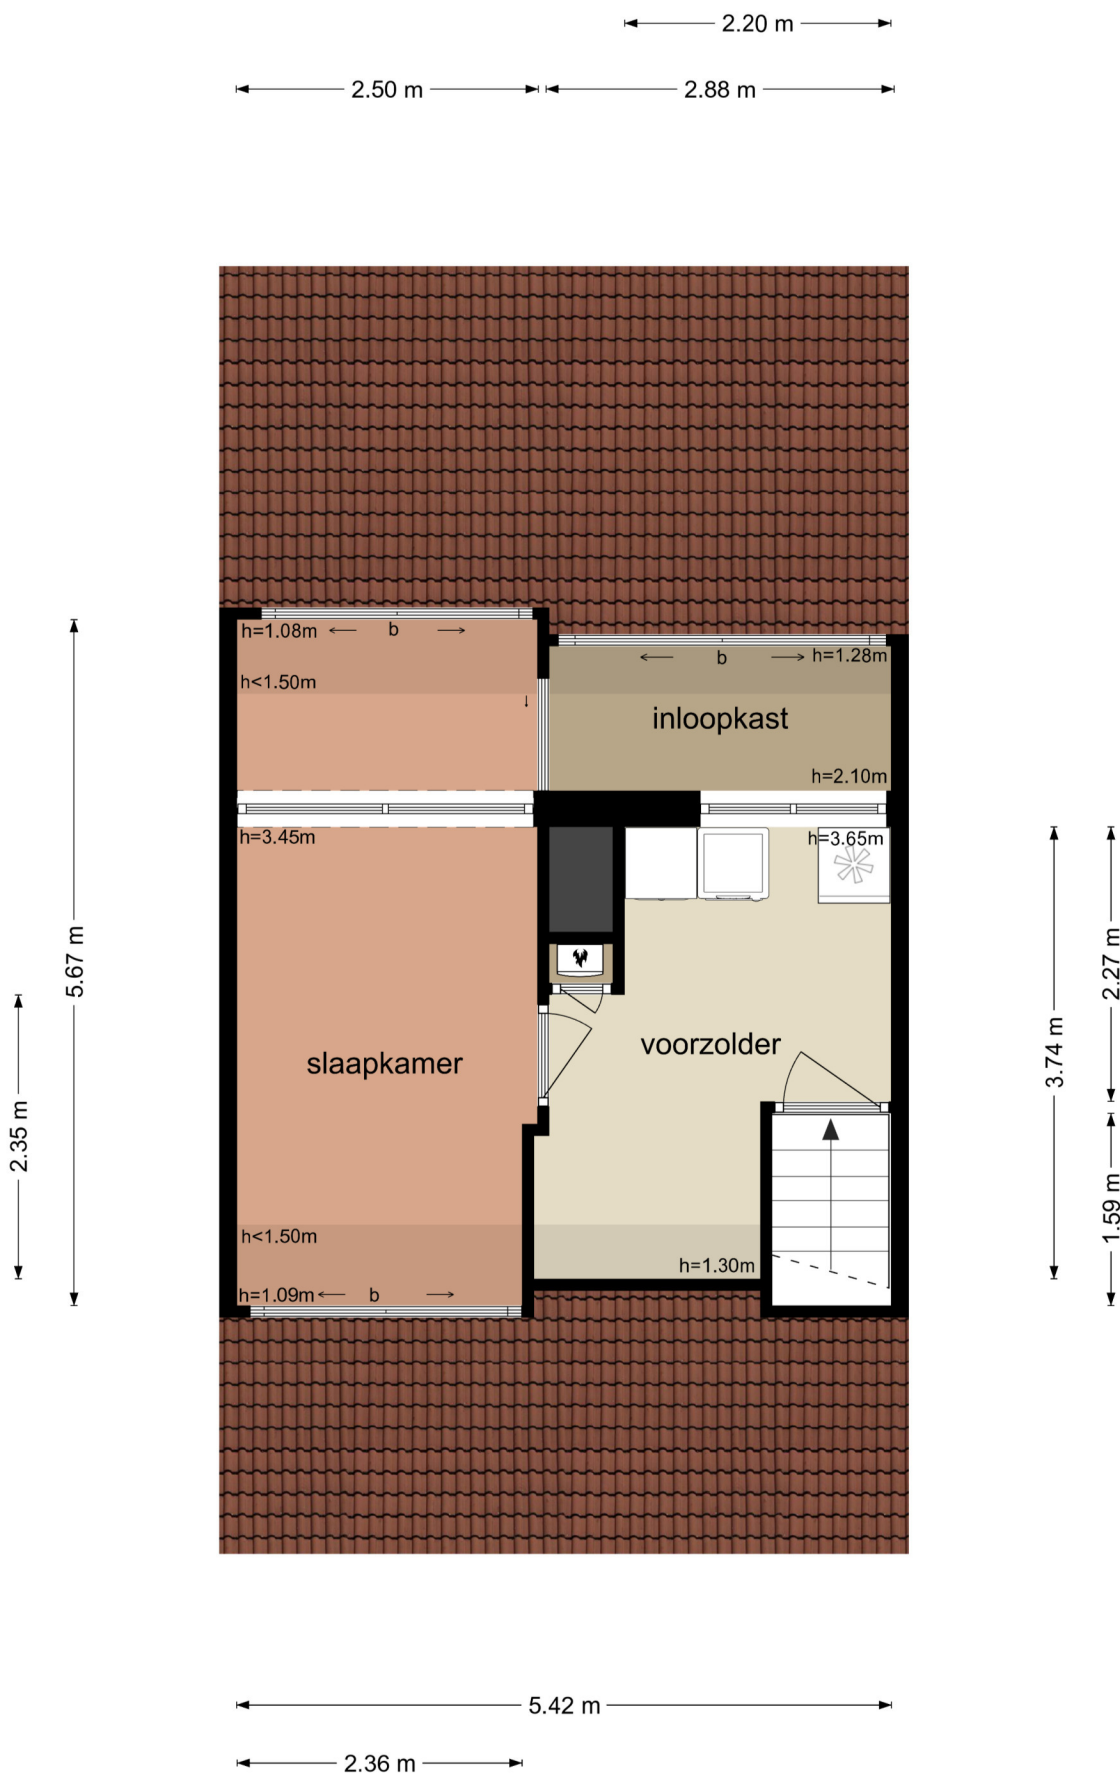 2.20 m
2.50 m
2.88 m
h=1.08m
b
h<1.50m
b
h=1.28m
inloopkast
h=2.10m
h=3.45m
h=3.65m
5.67 m
2.27 m
3.74 m
voorzolder
slaapkamer
2.35 m
1.59 m
h<1.50m
h=1.30m
h=1.09m
b
5.42 m
2.36 m